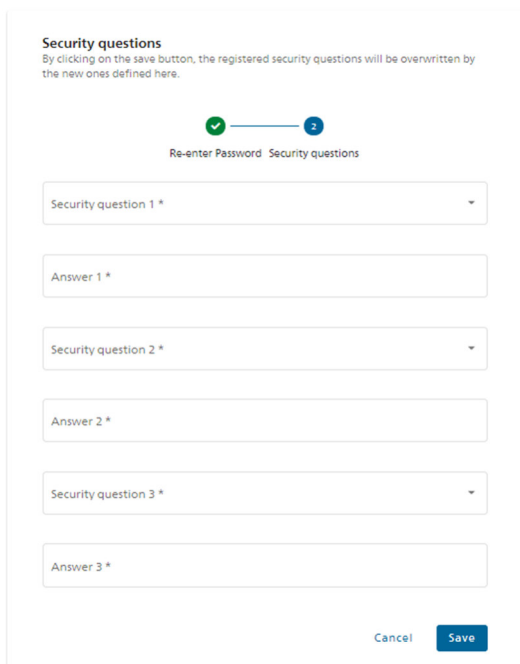 Security questions
By clicking on the save button, the registered security questions will be overwritten by
the new ones defined here.
2
Re-enter Password Security questions
Security question 1 *
Answer 1 *
Security question 2 *
Answer 2 *
Security question 3 *
Answer 3 *
Cancel Save